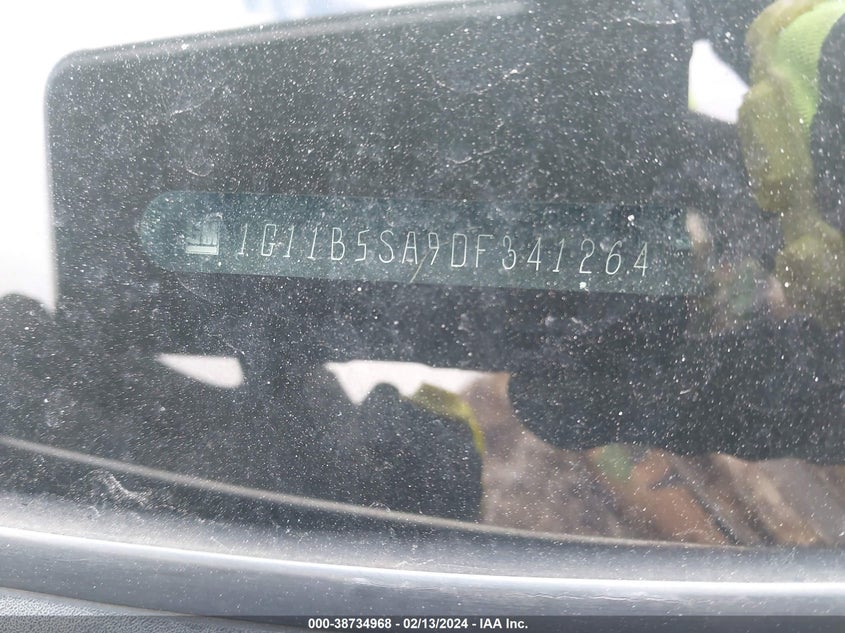 1G11B5SA9DF341264
000-38734968 - 02/13/2024 - IAA Inc.